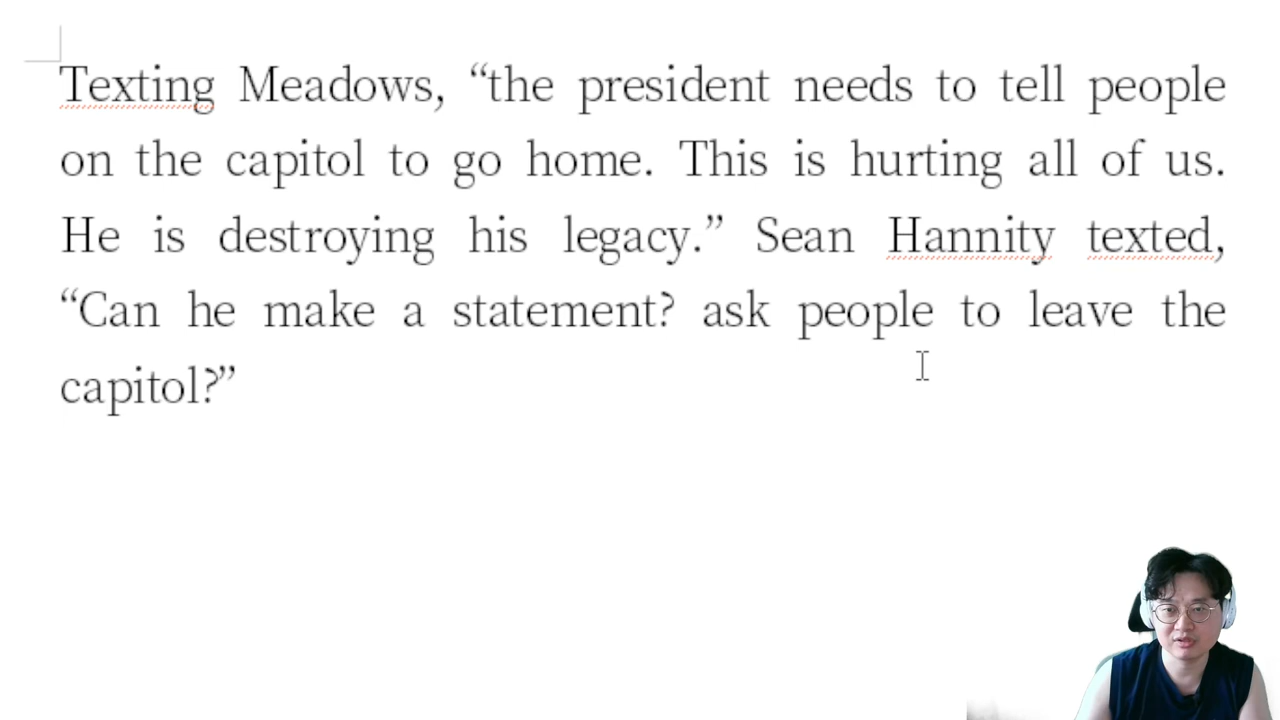 Texting Meadows, “the president needs to tell people
on the capitol to go home. This is hurting all of us.
He is destroying his legacy.” Sean Hannity texted,
“Can he make a statement? ask people to leave the
capitol?”